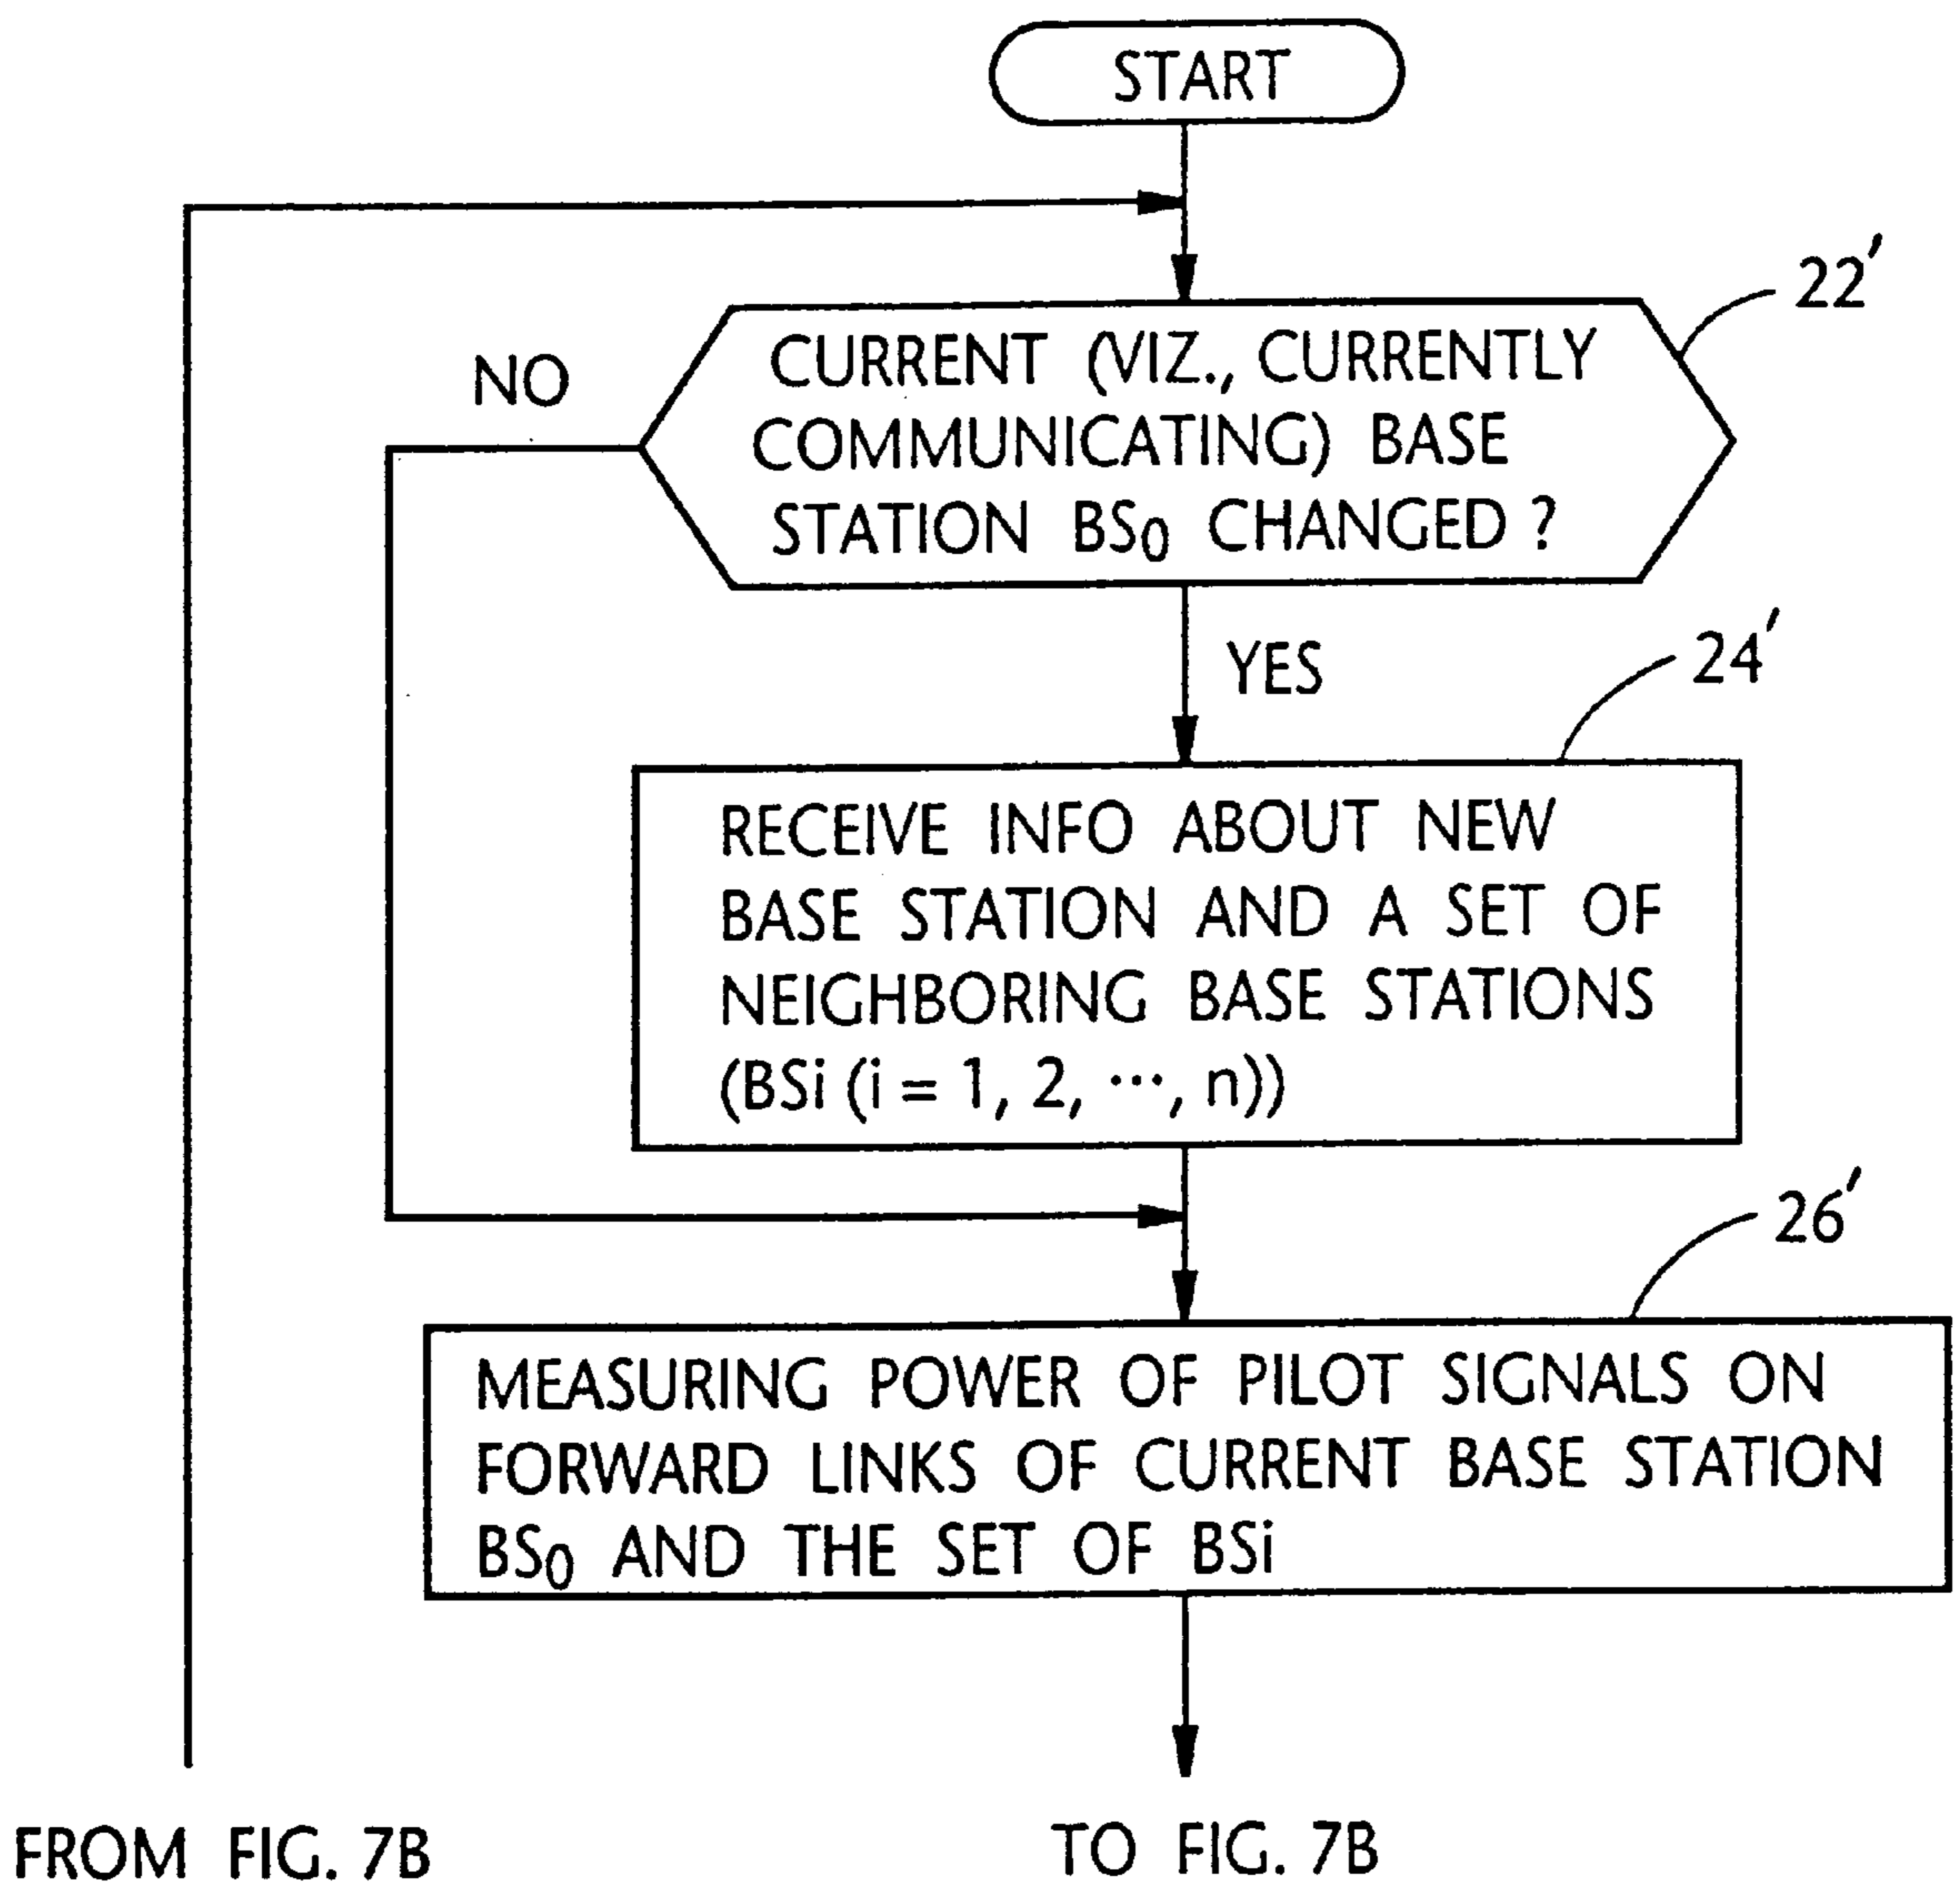 START
22'
NO
CURRENT (VIZ., CURRENTLY
COMMUNICATING) BASE
STATION BS0 CHANGED ?
YES
24'
RECEIVE INFO ABOUT NEW
BASE STATION AND A SET OF
NEIGHBORING BASE STATIONS
(BSi (i = 1, 2, ···, n))
26'
MEASURING POWER OF PILOT SIGNALS ON
FORWARD LINKS OF CURRENT BASE STATION
BS0 AND THE SET OF BSi
FROM FIG. 7B
TO FIG. 7B